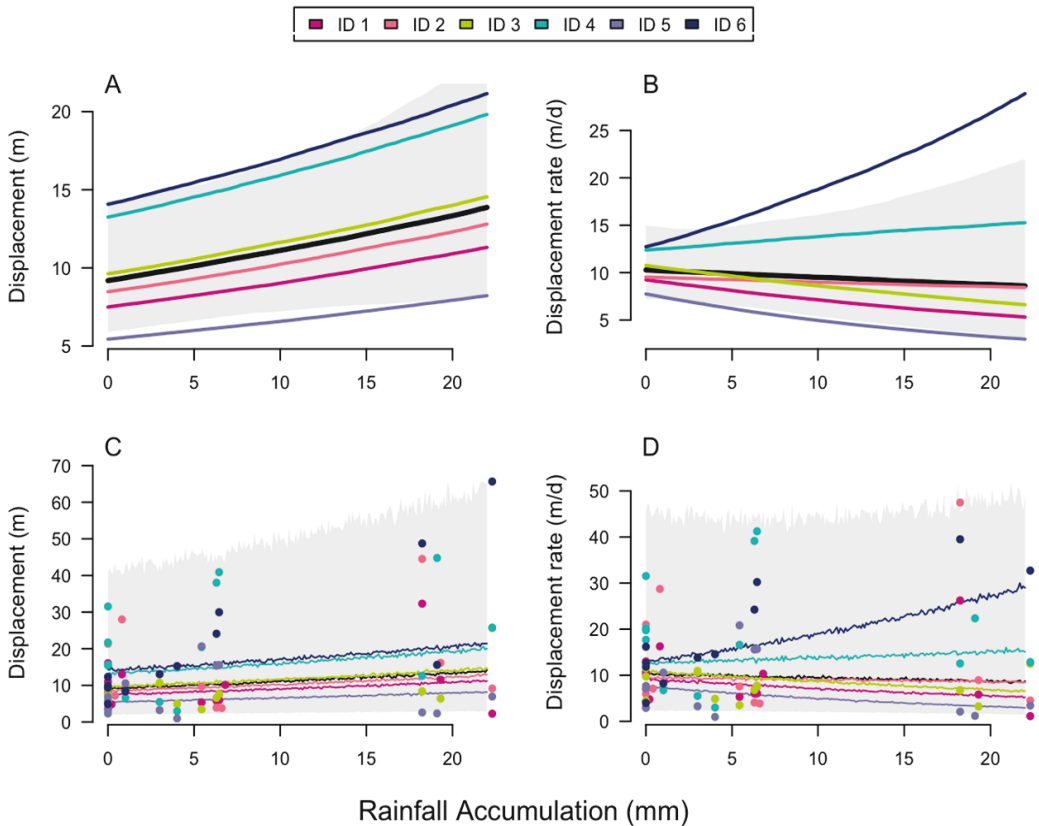 ID 1 ID 2 ID 3 ID 4 ID 5 ID 6
A
Displacement (m)
20
15
10
5
0 5 10 15 20
B
Displacement rate (m/d)
25
20
15
10
5
0 5 10 15 20
C
Displacement (m)
70
60
50
40
30
20
10
0
0 5 10 15 20
D
Displacement rate (m/d)
50
40
30
20
10
0
0 5 10 15 20
Rainfall Accumulation (mm)